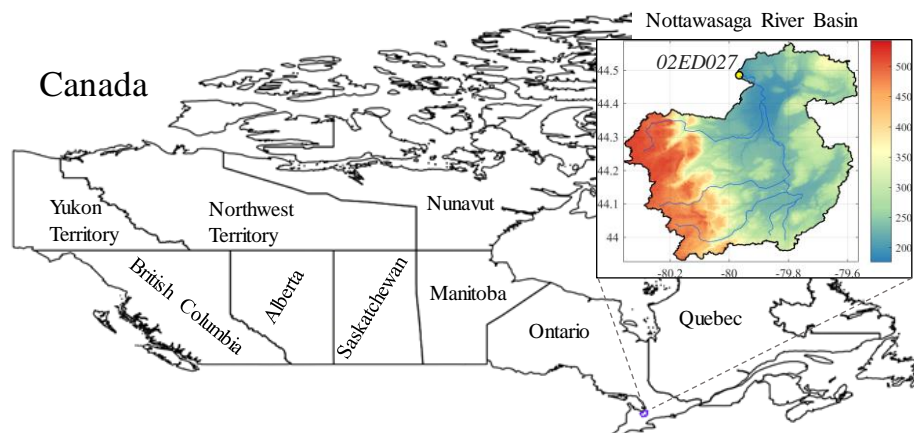 Nottawasaga River Basin
Canada
02ED027
44.5
44.4
44.3
44.2
44.1
44
-80.2
-80
-79.8
-79.6
500
450
400
350
300
250
200
Yukon
Territory
Northwest
Territory
Nunavut
British Columbia
Alberta
Saskatchewan
Manitoba
Ontario
Quebec